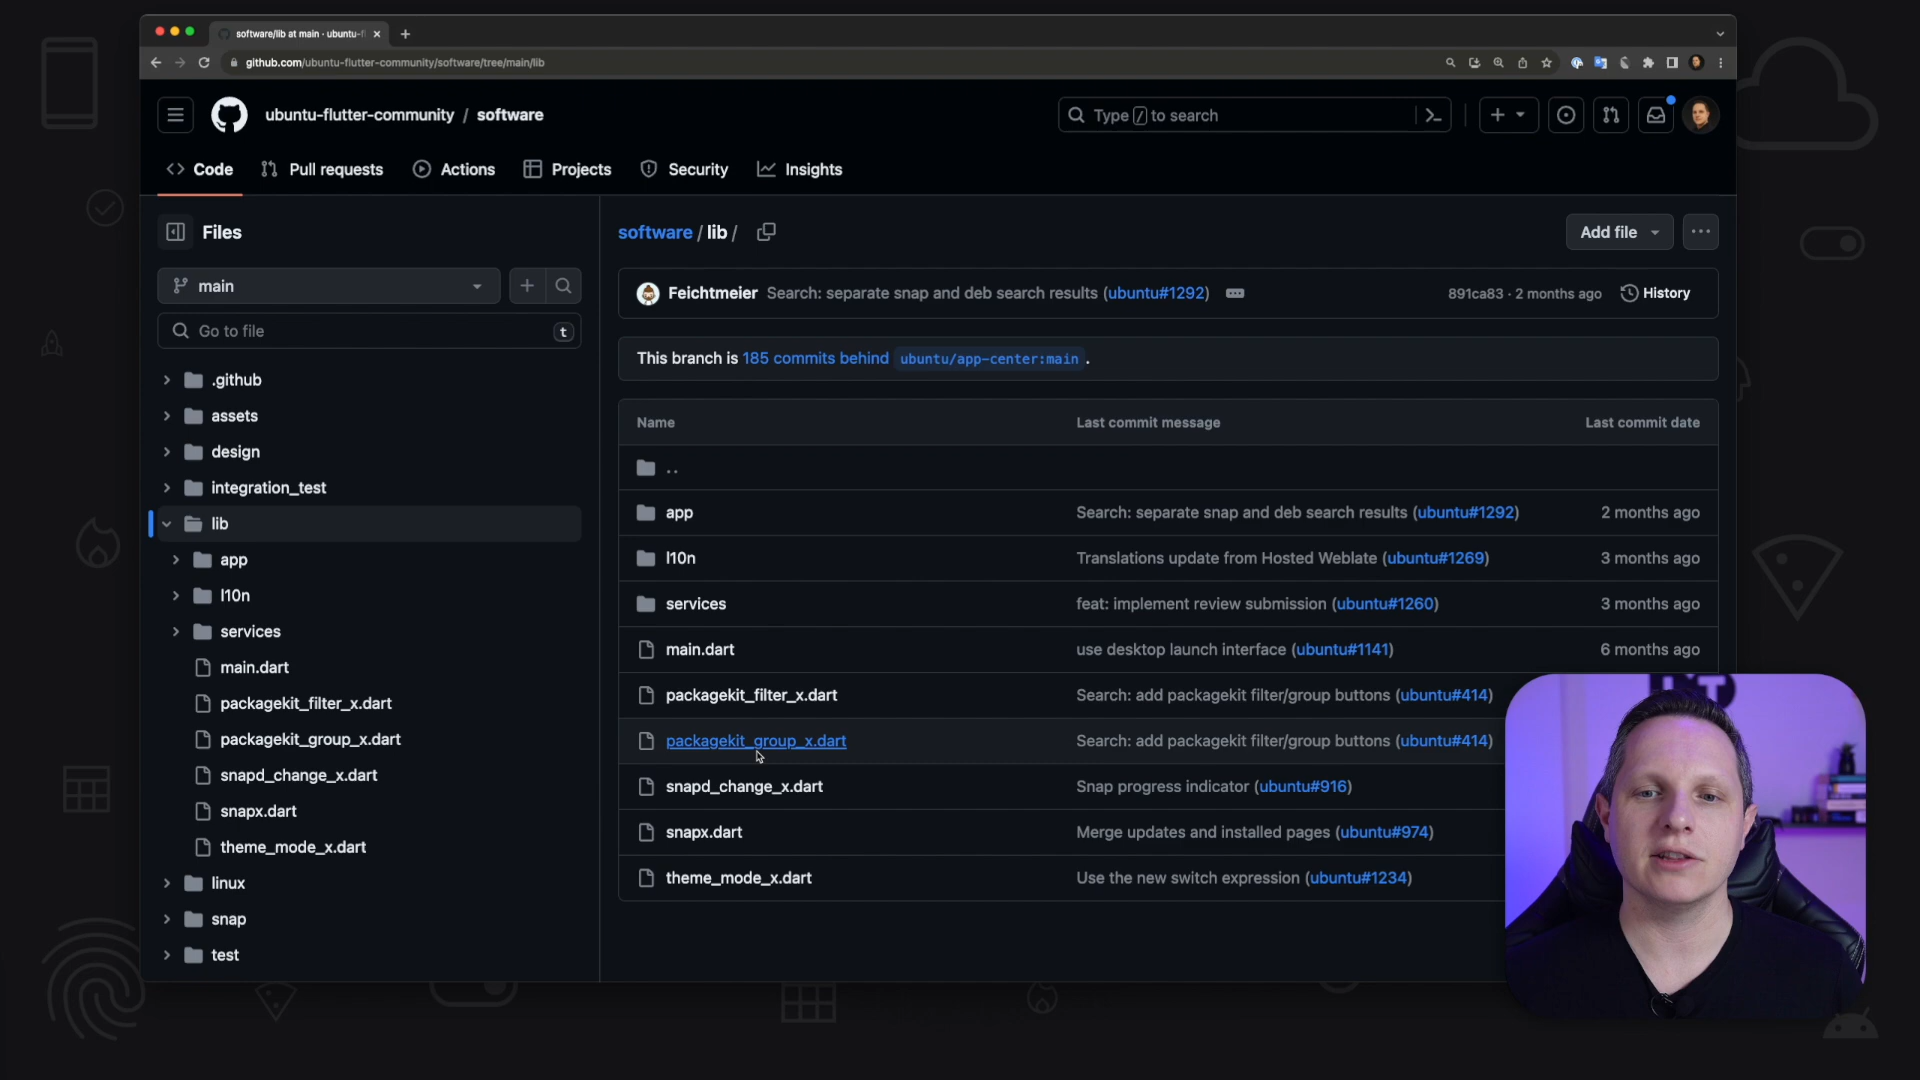 software/lib at main · ubuntu-fl
github.com/ubuntu-flutter-community/software/tree/main/lib
ubuntu-flutter-community / software
Type / to search
Code
Pull requests
Actions
Projects
Security
Insights
Files
software / lib /
Add file
main
Feichtmeier Search: separate snap and deb search results (ubuntu#1292)
891ca83 · 2 months ago
History
Go to file
t
This branch is 185 commits behind ubuntu/app-center:main .
.github
assets
design
integration_test
lib
app
l10n
services
main.dart
packagekit_filter_x.dart
packagekit_group_x.dart
snapd_change_x.dart
snapx.dart
theme_mode_x.dart
linux
snap
test
Name Last commit message Last commit date
..
app Search: separate snap and deb search results (ubuntu#1292) 2 months ago
l10n Translations update from Hosted Weblate (ubuntu#1269) 3 months ago
services feat: implement review submission (ubuntu#1260) 3 months ago
main.dart use desktop launch interface (ubuntu#1141) 6 months ago
packagekit_filter_x.dart Search: add packagekit filter/group buttons (ubuntu#414)
packagekit_group_x.dart Search: add packagekit filter/group buttons (ubuntu#414)
snapd_change_x.dart Snap progress indicator (ubuntu#916)
snapx.dart Merge updates and installed pages (ubuntu#974)
theme_mode_x.dart Use the new switch expression (ubuntu#1234)